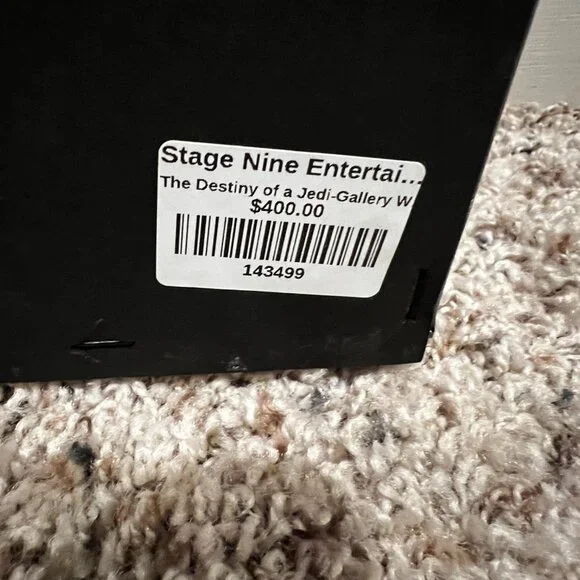 Stage Nine Entertai...
The Destiny of a Jedi-Gallery W
$400.00
143499